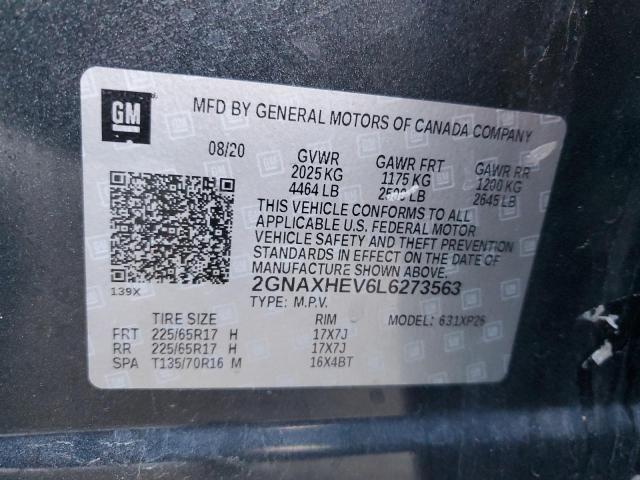 GM
MFD BY GENERAL MOTORS OF CANADA COMPANY
08/20 GVWR GAWR FRT GAWR RR
2025 KG 1175 KG 1200 KG
4464 LB LB 2645 LB
THIS VEHICLE CONFORMS TO ALL
APPLICABLE U.S. FEDERAL MOTOR
VEHICLE SAFETY AND THEFT PREVENTION
STANDARDS IN EFFECT ON THE DATE OF
MANUFACTURE SHOWN ABOVE.
139X 2GNAXHEV6L6273563
TYPE: M.P.V.
TIRE SIZE RIM MODEL: 631XP26
FRT 225/65R17 H 17X7J
RR 225/65R17 H 17X7J
SPA T135/70R16 M 16X4BT